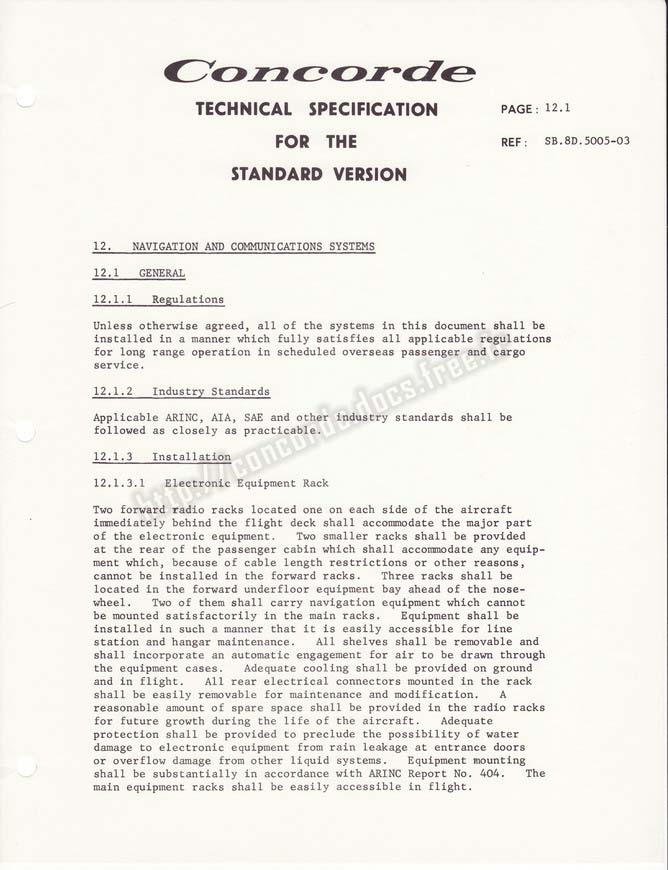 Concorde
TECHNICAL SPECIFICATION
PAGE: 12.1
FOR THE
REF: SB.8D.5005-03
STANDARD VERSION
12. NAVIGATION AND COMMUNICATIONS SYSTEMS
12.1 GENERAL
12.1.1 Regulations
Unless otherwise agreed, all of the systems in this document shall be
installed in a manner which fully satisfies all applicable regulations
for long range operation in scheduled overseas passenger and cargo
service.
12.1.2 Industry Standards
Applicable ARINC, AIA, SAE and other industry standards shall be
followed as closely as practicable.
12.1.3 Installation
12.1.3.1 Electronic Equipment Rack
Two forward radio racks located one on each side of the aircraft
immediately behind the flight deck shall accommodate the major part
of the electronic equipment. Two smaller racks shall be provided
at the rear of the passenger cabin which shall accommodate any equip-
ment which, because of cable length restrictions or other reasons,
cannot be installed in the forward racks. Three racks shall be
located in the forward underfloor equipment bay ahead of the nose-
wheel. Two of them shall carry navigation equipment which cannot
be mounted satisfactorily in the main racks. Equipment shall be
installed in such a manner that it is easily accessible for line
station and hangar maintenance. All shelves shall be removable and
shall incorporate an automatic engagement for air to be drawn through
the equipment cases. Adequate cooling shall be provided on ground
and in flight. All rear electrical connectors mounted in the rack
shall be easily removable for maintenance and modification. A
reasonable amount of spare space shall be provided in the radio racks
for future growth during the life of the aircraft. Adequate
protection shall be provided to preclude the possibility of water
damage to electronic equipment from rain leakage at entrance doors
or overflow damage from other liquid systems. Equipment mounting
shall be substantially in accordance with ARINC Report No. 404. The
main equipment racks shall be easily accessible in flight.
http://concordedocs.free.fr